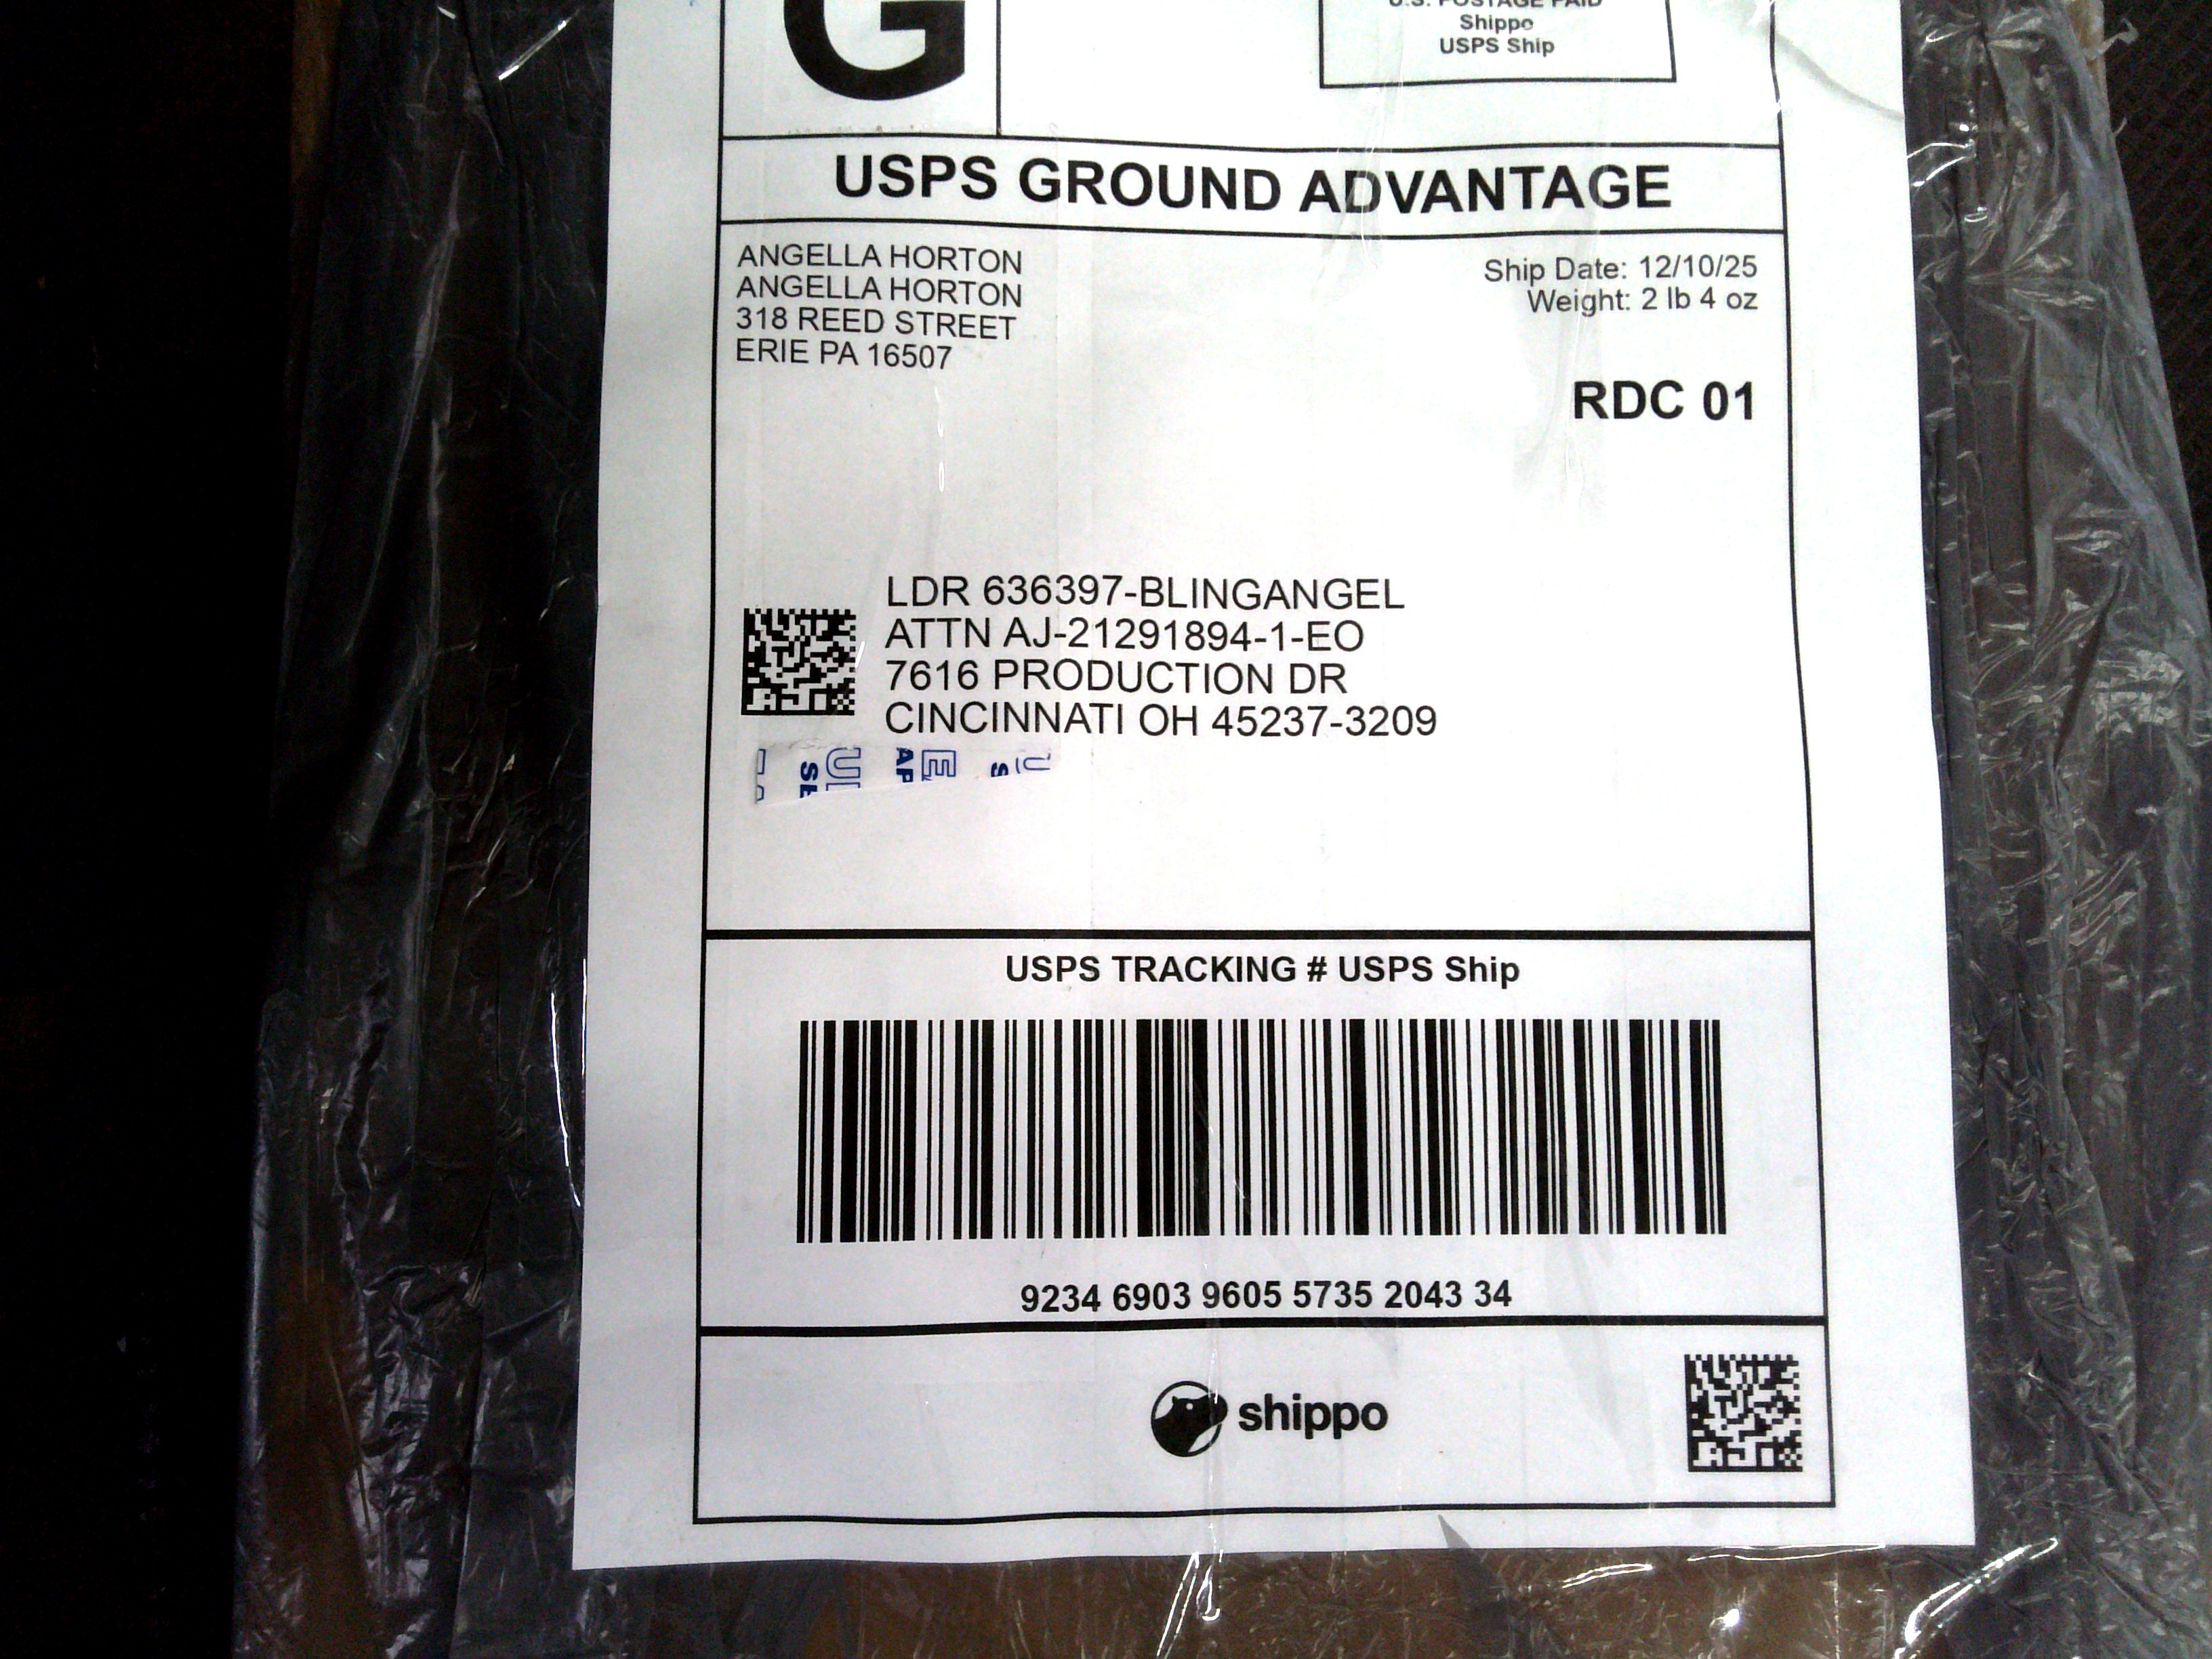 G
U.S. POSTAGE PAID
Shippo
USPS Ship
USPS GROUND ADVANTAGE
ANGELLA HORTON
ANGELLA HORTON
318 REED STREET
ERIE PA 16507
Ship Date: 12/10/25
Weight: 2 lb 4 oz
RDC 01
LDR 636397-BLINGANGEL
ATTN AJ-21291894-1-EO
7616 PRODUCTION DR
CINCINNATI OH 45237-3209
USPS TRACKING # USPS Ship
9234 6903 9605 5735 2043 34
shippo